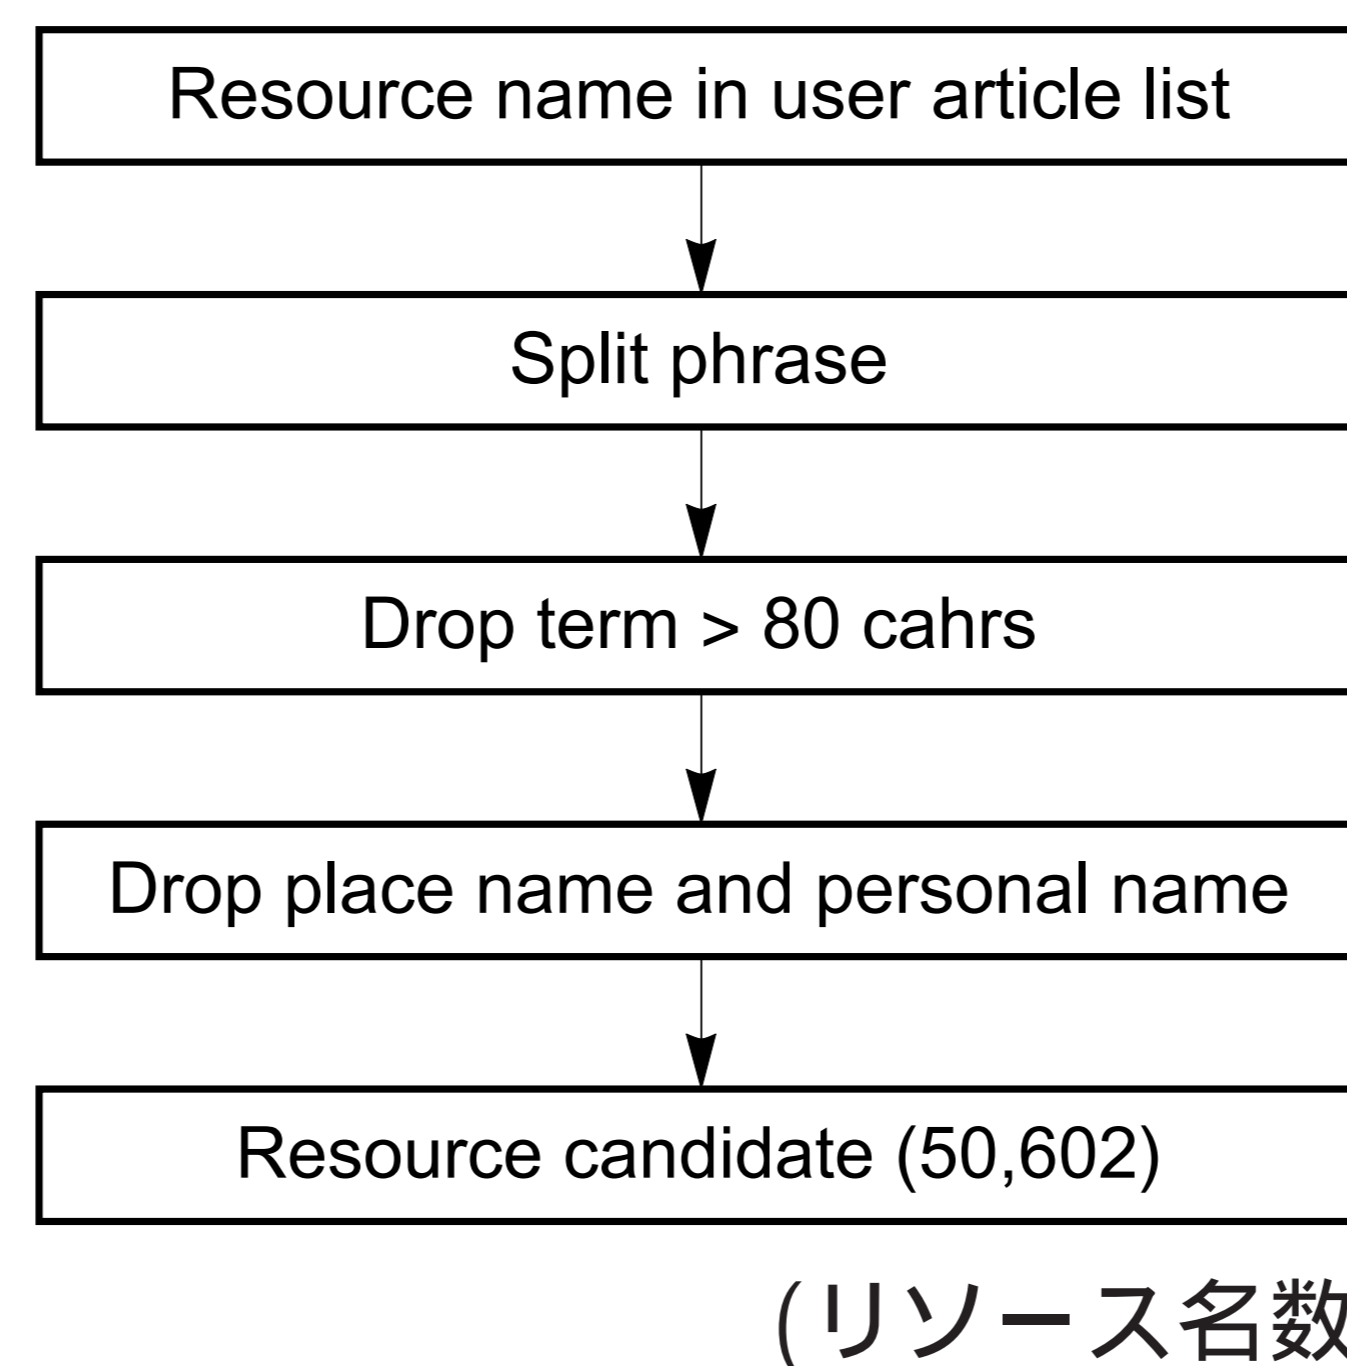 Resource name in user article list
Split phrase
Drop term > 80 cahrs
Drop place name and personal name
Resource candidate (50,602)
(リソース名数